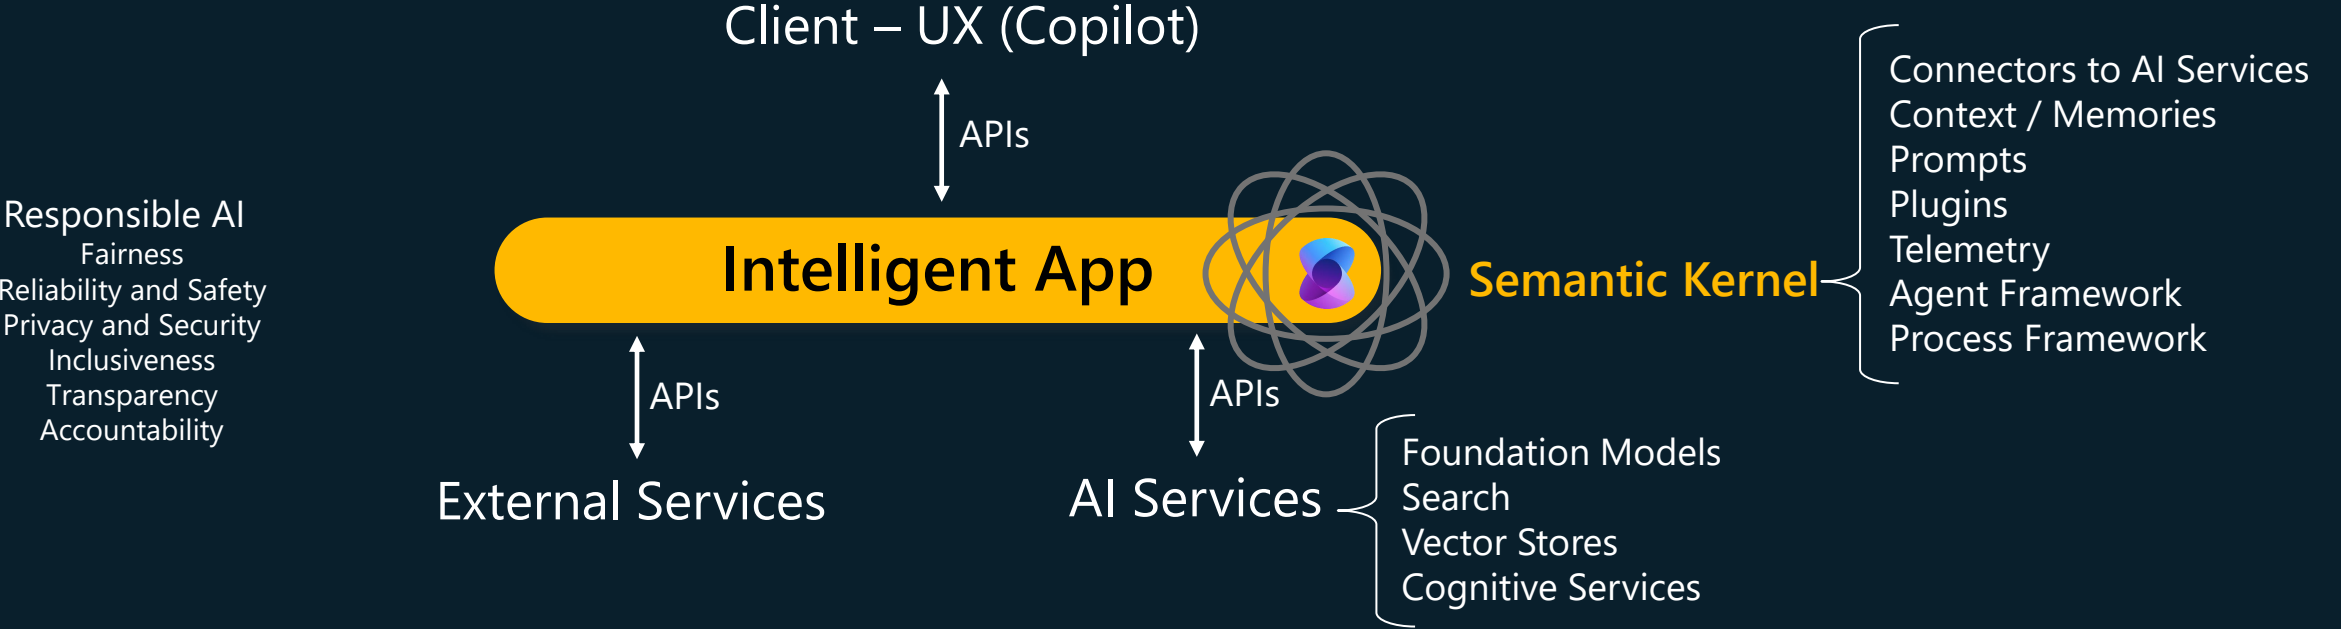 Client – UX (Copilot)
APIs
Responsible AI
Fairness
Reliability and Safety
Privacy and Security
Inclusiveness
Transparency
Accountability
Intelligent App
Semantic Kernel
Connectors to AI Services
Context / Memories
Prompts
Plugins
Telemetry
Agent Framework
Process Framework
APIs
APIs
External Services
AI Services
Foundation Models
Search
Vector Stores
Cognitive Services